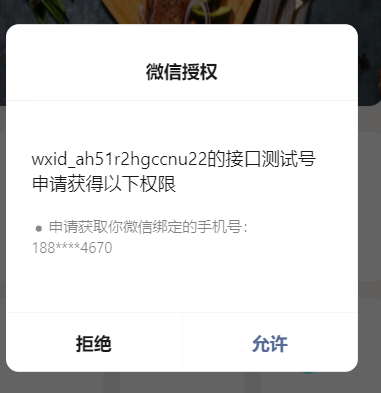 微信授权
wxid_ah51r2hgccnu22的接口测试号
申请获得以下权限
申请获取你微信绑定的手机号：
188****4670
拒绝
允许